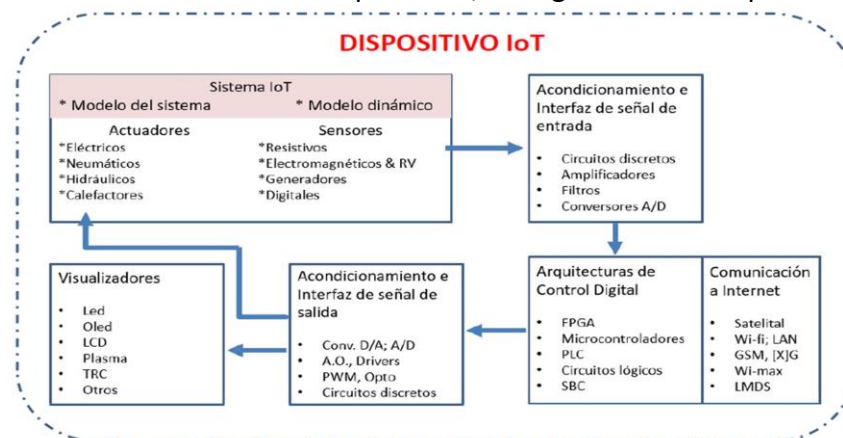 DISPOSITIVO IoT
Sistema IoT
* Modelo del sistema * Modelo dinámico
Actuadores
*Eléctricos
*Neumáticos
*Hidráulicos
*Calefactores
Sensores
*Resistivos
*Electromagnéticos & RV
*Generadores
*Digitales
Acondicionamiento e
Interfaz de señal de
entrada
• Circuitos discretos
• Amplificadores
• Filtros
• Conversores A/D
Visualizadores
• Led
• Oled
• LCD
• Plasma
• TRC
• Otros
Acondicionamiento e
Interfaz de señal de
salida
• Conv. D/A; A/D
• A.O., Drivers
• PWM, Opto
• Circuitos discretos
Arquitecturas de
Control Digital
• FPGA
• Microcontroladores
• PLC
• Circuitos lógicos
• SBC
Comunicación
a Internet
• Satelital
• Wi-fi; LAN
• GSM, [X]G
• Wi-max
• LMDS